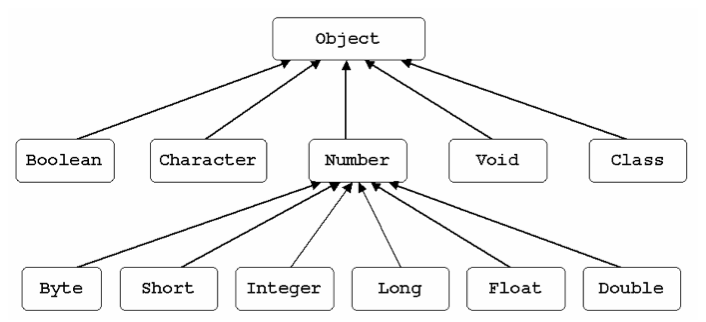 Object
Boolean Character Number Void Class
Byte Short Integer Long Float Double